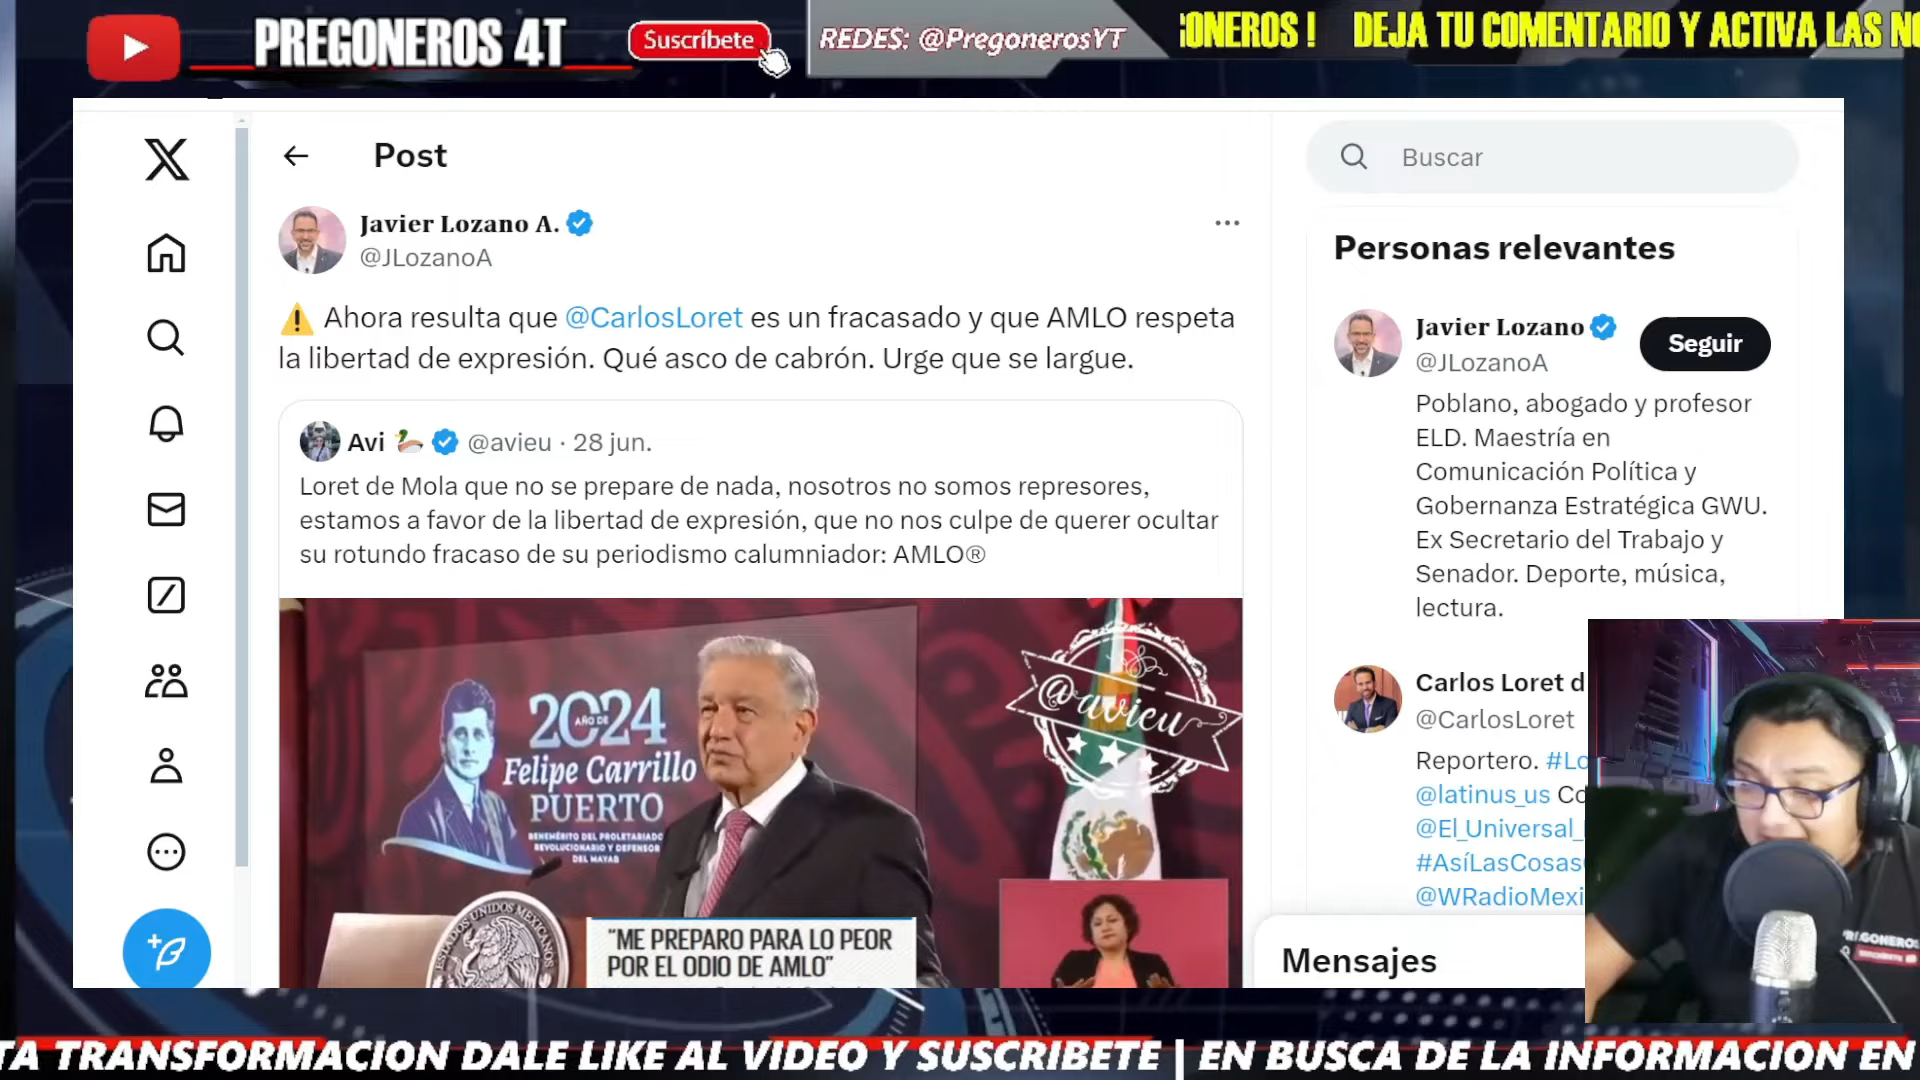 PREGONEROS 4T
Suscríbete
REDES: @PregonerosYT
¡ONEROS ! DEJA TU COMENTARIO Y ACTIVA LAS
Post
Buscar
Javier Lozano A.
@JLozanoA
⚠️ Ahora resulta que @CarlosLoret es un fracasado y que AMLO respeta
la libertad de expresión. Qué asco de cabrón. Urge que se largue.
Avi 🦆 @avieu · 28 jun.
Loret de Mola que no se prepare de nada, nosotros no somos represores,
estamos a favor de la libertad de expresión, que no nos culpe de querer ocultar
su rotundo fracaso de su periodismo calumniador: AMLO®
2024
AÑO DE
Felipe Carrillo
PUERTO
BENEMÉRITO DEL PROLETARIADO
REVOLUCIONARIO Y DEFENSOR
DEL MAYAB
@avieu
ESTADOS UNIDOS MEXICANOS
"ME PREPARO PARA LO PEOR
POR EL ODIO DE AMLO"
Personas relevantes
Javier Lozano
@JLozanoA
Seguir
Poblano, abogado y profesor
ELD. Maestría en
Comunicación Política y
Gobernanza Estratégica GWU.
Ex Secretario del Trabajo y
Senador. Deporte, música,
lectura.
Carlos Loret d
@CarlosLoret
Reportero. #Lo
@latinus_us Co
@El_Universal_
#AsíLasCosas
@WRadioMexi
Mensajes
PREGONEROS
TA TRANSFORMACION DALE LIKE AL VIDEO Y SUSCRIBETE | EN BUSCA DE LA INFORMACION EN